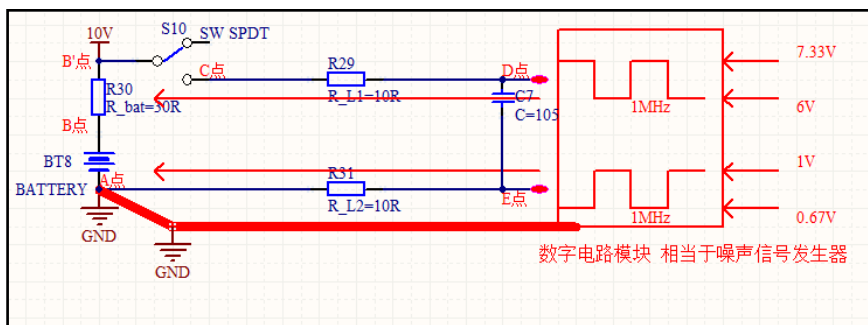 10V
S10
SW SPDT
B'点
C点
R29
D点
7.33V
R30
R_bat=30R
R_L1=10R
C7
C=105
1MHz
6V
B点
BT8
BATTERY
A点
R31
R_L2=10R
E点
1MHz
1V
0.67V
GND
GND
数字电路模块 相当于噪声信号发生器